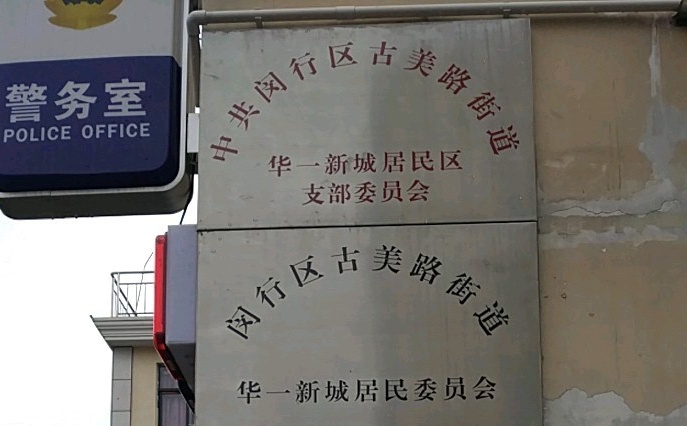 警务室
POLICE OFFICE
中共闵行区古美路街道
华一新城居民区
支部委员会
闵行区古美路街道
华一新城居民委员会